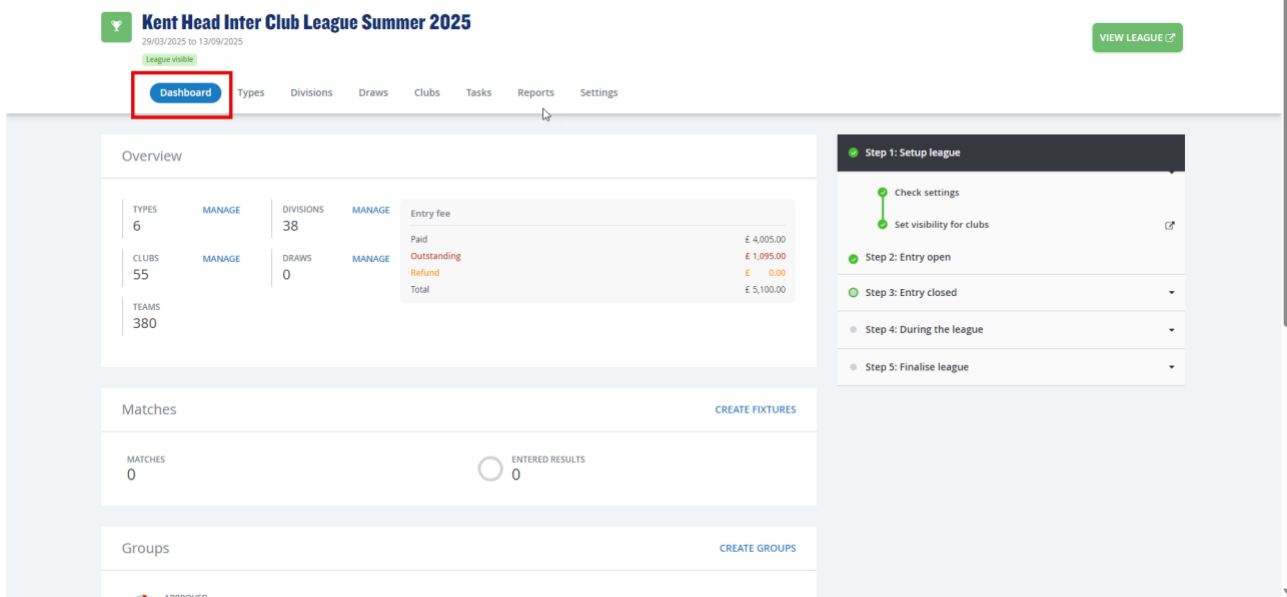 Kent Head Inter Club League Summer 2025
29/03/2025 to 13/09/2025
League visible
VIEW LEAGUE
Dashboard Types Divisions Draws Clubs Tasks Reports Settings
Overview
TYPES MANAGE
6
DIVISIONS MANAGE
38
CLUBS MANAGE
55
DRAWS MANAGE
0
TEAMS
380
Entry fee
Paid £ 4,005.00
Outstanding £ 1,095.00
Refund £ 0.00
Total £ 5,100.00
Matches CREATE FIXTURES
MATCHES
0
ENTERED RESULTS
0
Groups CREATE GROUPS
APPROVED
Step 1: Setup league
Check settings
Set visibility for clubs
Step 2: Entry open
Step 3: Entry closed
Step 4: During the league
Step 5: Finalise league